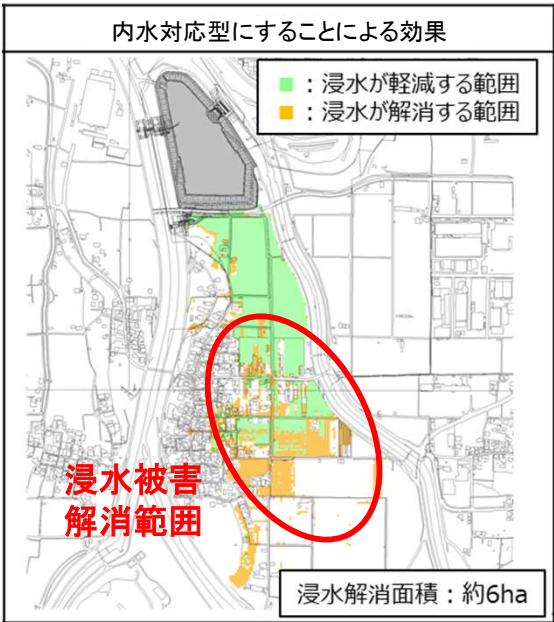 内水対応型にすることによる効果
■：浸水が軽減する範囲
■：浸水が解消する範囲
浸水被害
解消範囲
浸水解消面積：約6ha